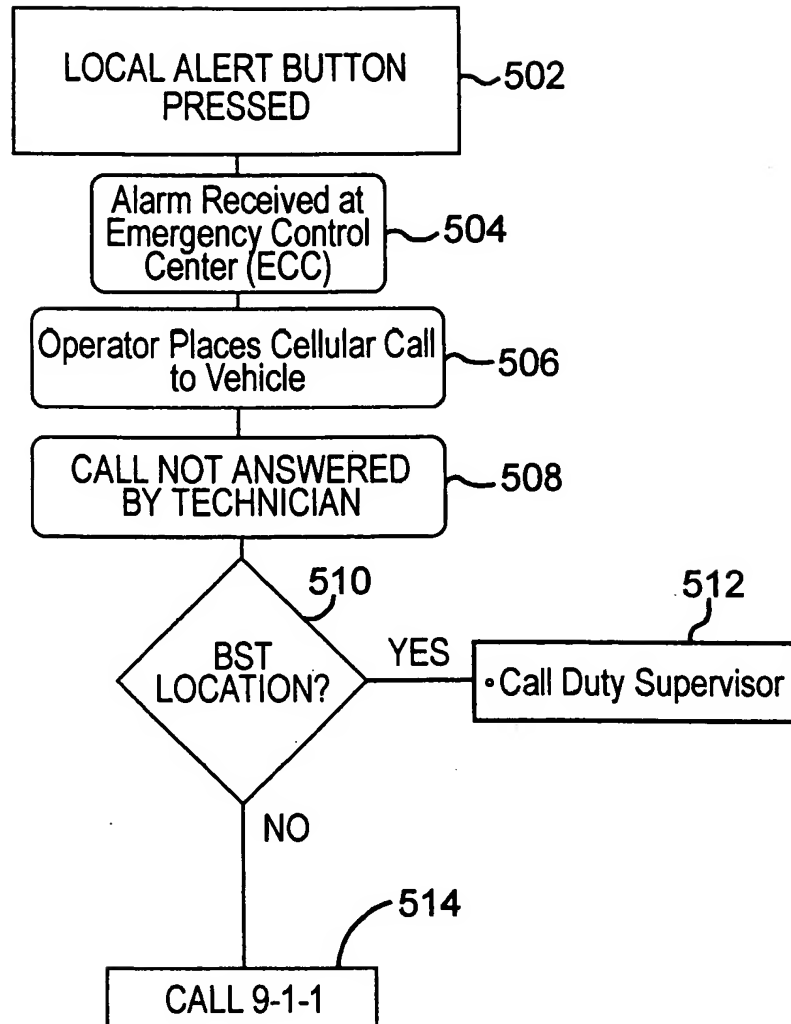 LOCAL ALERT BUTTON
PRESSED
502
Alarm Received at
Emergency Control
Center (ECC)
504
Operator Places Cellular Call
to Vehicle
506
CALL NOT ANSWERED
BY TECHNICIAN
508
510
BST
LOCATION?
YES
512
Call Duty Supervisor
NO
514
CALL 9-1-1